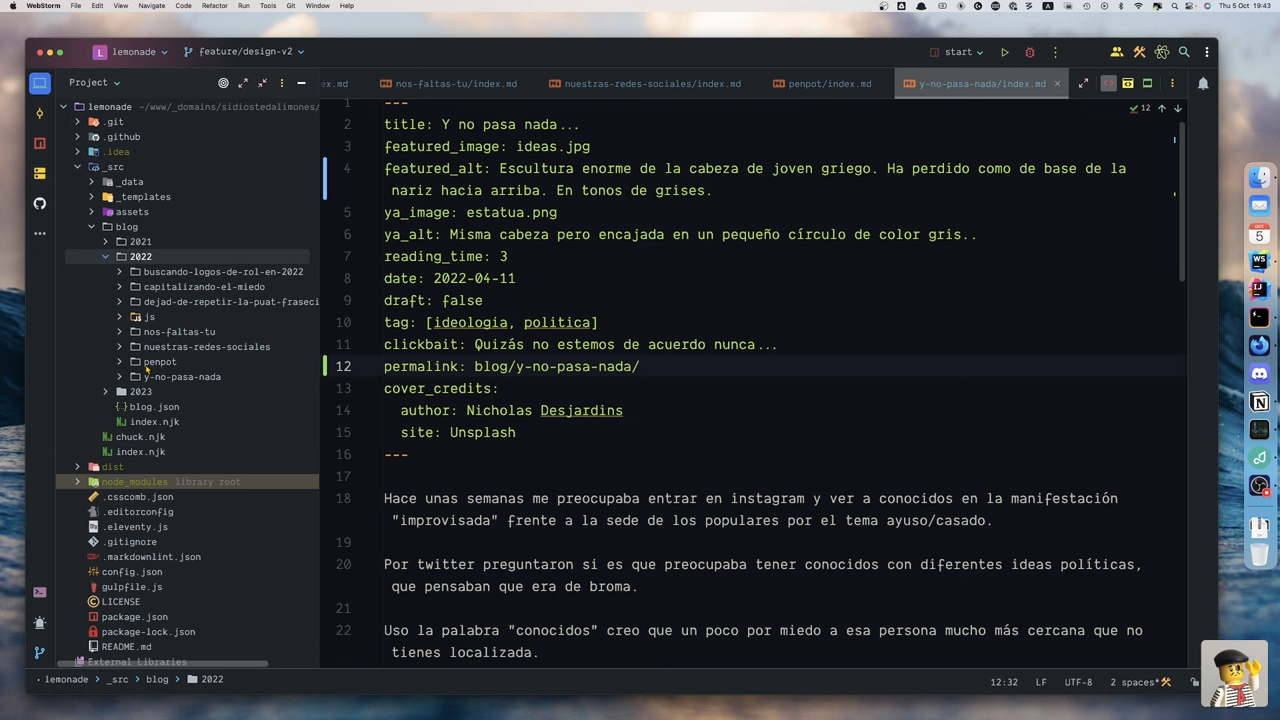 WebStorm File Edit View Navigate Code Refactor Run Tools Git Window Help Thu 5 Oct 19:43
L lemonade feature/design-v2 start
Project
ex.md nos-faltas-tu/index.md nuestras-redes-sociales/index.md penpot/index.md y-no-pasa-nada/index.md
lemonade ~/www/_domains/sidiostedalimones/
.git
.github
.idea
_src
_data
_templates
assets
blog
2021
2022
buscando-logos-de-rol-en-2022
capitalizando-el-miedo
dejad-de-repetir-la-puat-fraseci
js
nos-faltas-tu
nuestras-redes-sociales
penpot
y-no-pasa-nada
2023
blog.json
index.njk
chuck.njk
index.njk
dist
node_modules library root
.csscomb.json
.editorconfig
.eleventy.js
.gitignore
.markdownlint.json
config.json
gulpfile.js
LICENSE
package.json
package-lock.json
README.md
External Libraries
12
1 ---
2 title: Y no pasa nada...
3 featured_image: ideas.jpg
4 featured_alt: Escultura enorme de la cabeza de joven griego. Ha perdido como de base de la
nariz hacia arriba. En tonos de grises.
5 ya_image: estatua.png
6 ya_alt: Misma cabeza pero encajada en un pequeño círculo de color gris..
7 reading_time: 3
8 date: 2022-04-11
9 draft: false
10 tag: [ideologia, politica]
11 clickbait: Quizás no estemos de acuerdo nunca...
12 permalink: blog/y-no-pasa-nada/
13 cover_credits:
14 author: Nicholas Desjardins
15 site: Unsplash
16 ---
17
18 Hace unas semanas me preocupaba entrar en instagram y ver a conocidos en la manifestación
"improvisada" frente a la sede de los populares por el tema ayuso/casado.
19
20 Por twitter preguntaron si es que preocupaba tener conocidos con diferentes ideas políticas,
que pensaban que era de broma.
21
22 Uso la palabra "conocidos" creo que un poco por miedo a esa persona mucho más cercana que no
tienes localizada.
lemonade > _src > blog > 2022
12:32 LF UTF-8 2 spaces*
OCT
5
WS
IJ